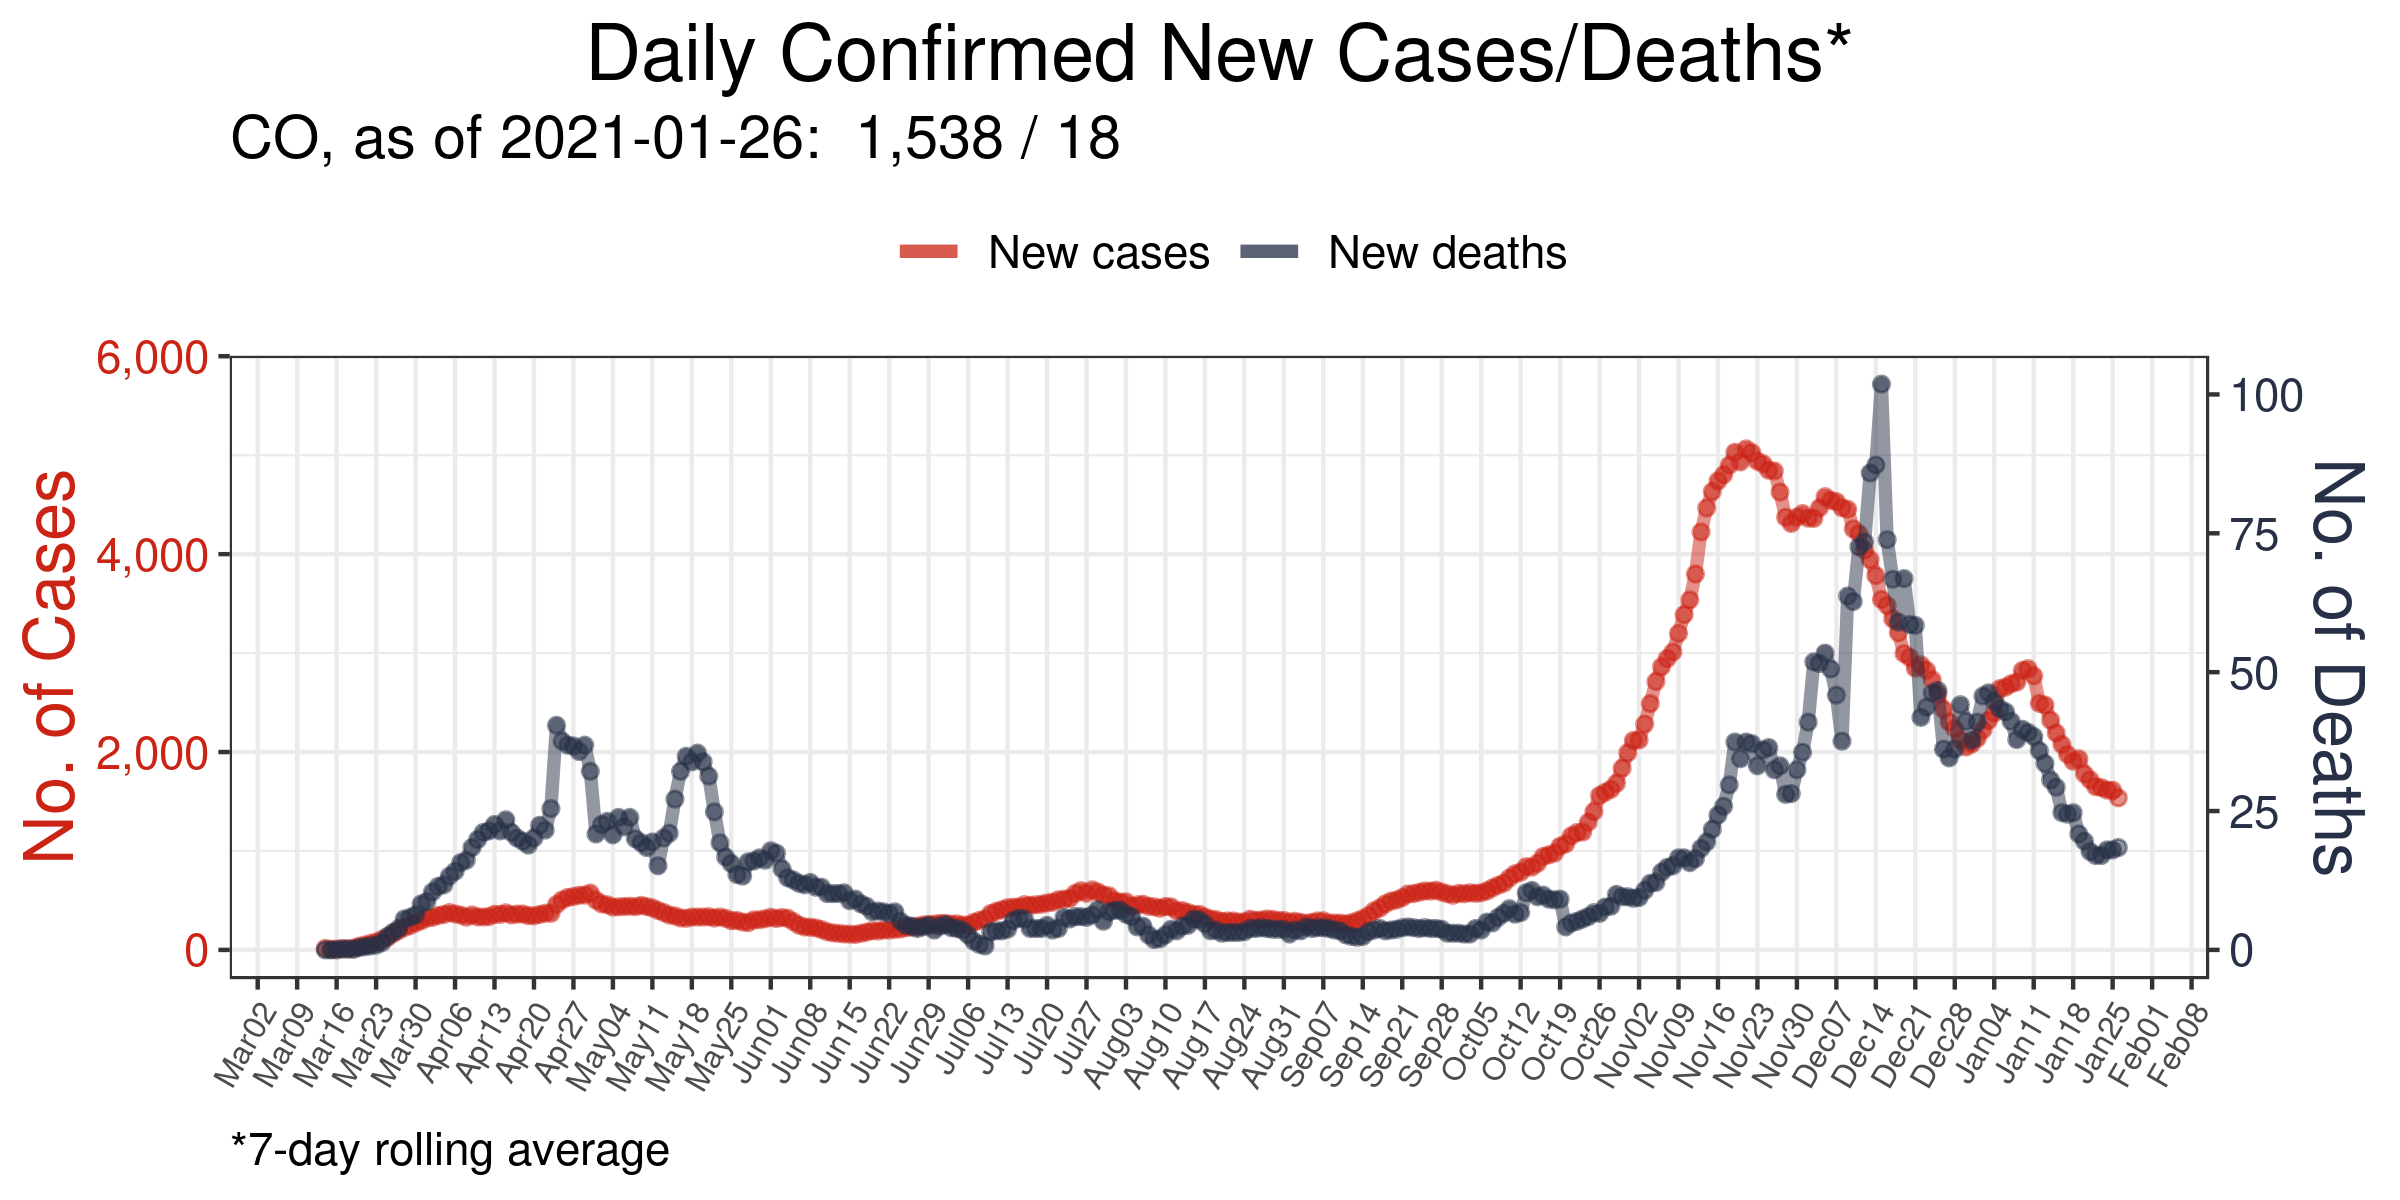 Daily Confirmed New Cases/Deaths*
CO, as of 2021-01-26:  1,538 / 18
New cases
New deaths
No. of Cases
6,000
4,000
2,000
0
100
75
50
25
0
No. of Deaths
Mar02
Mar09
Mar16
Mar23
Mar30
Apr06
Apr13
Apr20
Apr27
May04
May11
May18
May25
Jun01
Jun08
Jun15
Jun22
Jun29
Jul06
Jul13
Jul20
Jul27
Aug03
Aug10
Aug17
Aug24
Aug31
Sep07
Sep14
Sep21
Sep28
Oct05
Oct12
Oct19
Oct26
Nov02
Nov09
Nov16
Nov23
Nov30
Dec07
Dec14
Dec21
Dec28
Jan04
Jan11
Jan18
Jan25
Feb01
Feb08
*7-day rolling average